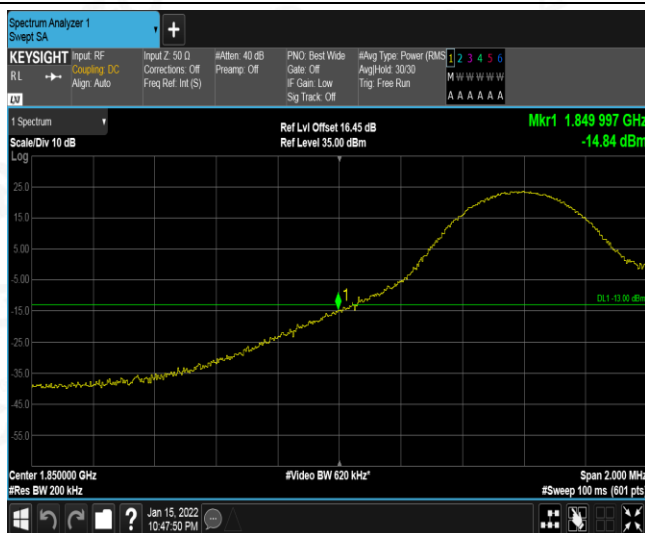 Spectrum Analyzer 1
Swept SA
KEYSIGHT
RL
LXI
Input: RF
Coupling: DC
Align: Auto
Input Z: 50 Ω
Corrections: Off
Freq Ref: Int (S)
#Atten: 40 dB
Preamp: Off
PNO: Best Wide
Gate: Off
IF Gain: Low
Sig Track: Off
#Avg Type: Power (RMS
Avg|Hold: 30/30
Trig: Free Run
1 2 3 4 5 6
M W W W W W
A A A A A A
1 Spectrum
Scale/Div 10 dB
Log
Ref Lvl Offset 16.45 dB
Ref Level 35.00 dBm
Mkr1 1.849 997 GHz
-14.84 dBm
25.0
15.0
5.00
-5.00
1
DL1 -13.00 dBm
-15.0
-25.0
-35.0
-45.0
-55.0
Center 1.850000 GHz
#Res BW 200 kHz
#Video BW 620 kHz*
Span 2.000 MHz
#Sweep 100 ms (601 pts)
?
Jan 15, 2022
10:47:50 PM